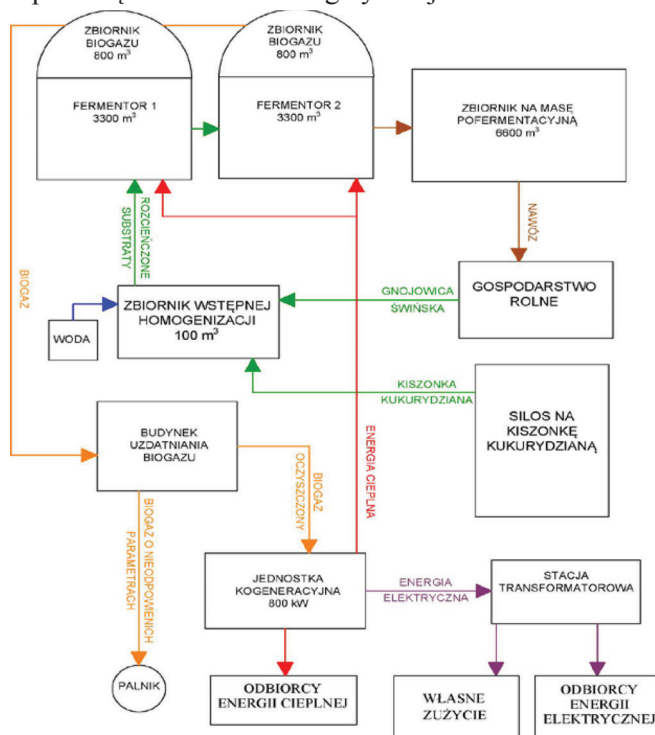 ZBIORNIK
BIOGAZU
800 m³
ZBIORNIK
BIOGAZU
800 m³
FERMENTOR 1
3300 m³
FERMENTOR 2
3300 m³
ZBIORNIK NA MASĘ
POFERMENTACYJNĄ
6600 m³
ROZCIEŃCZONE
SUBSTRATY
NAWÓZ
BIOGAZ
WODA
ZBIORNIK WSTĘPNEJ
HOMOGENIZACJI
100 m³
GNOJOWICA
ŚWIŃSKA
GOSPODARSTWO
ROLNE
KISZONKA
KUKURYDZIANA
SILOS NA
KISZONKĘ
KUKURYDZIANĄ
BUDYNEK
UZDATNIANIA
BIOGAZU
BIOGAZ
OCZYSZCZONY
ENERGIA CIEPLNA
BIOGAZ O NIEODPOWIENICH
PARAMETRACH
JEDNOSTKA
KOGENERACYJNA
800 kW
ENERGIA
ELEKTRYCZNA
STACJA
TRANSFORMATOROWA
PALNIK
ODBIORCY
ENERGII CIEPLNEJ
WŁASNE
ZUŻYCIE
ODBIORCY
ENERGII
ELEKTRYCZNEJ